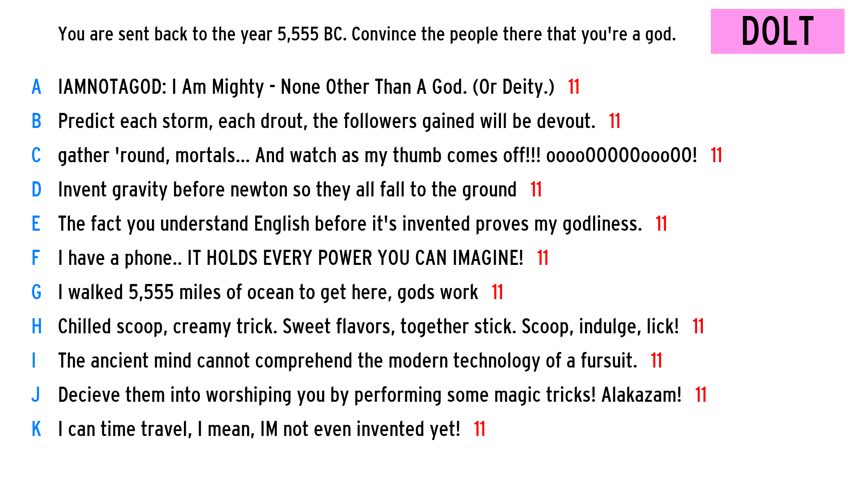 You are sent back to the year 5,555 BC. Convince the people there that you're a god.
DOLT
A IAMNOTAGOD: I Am Mighty - None Other Than A God. (Or Deity.) 11
B Predict each storm, each drout, the followers gained will be devout. 11
C gather 'round, mortals... And watch as my thumb comes off!!! oooo00000ooo00! 11
D Invent gravity before newton so they all fall to the ground 11
E The fact you understand English before it's invented proves my godliness. 11
F I have a phone.. IT HOLDS EVERY POWER YOU CAN IMAGINE! 11
G I walked 5,555 miles of ocean to get here, gods work 11
H Chilled scoop, creamy trick. Sweet flavors, together stick. Scoop, indulge, lick! 11
I The ancient mind cannot comprehend the modern technology of a fursuit. 11
J Decieve them into worshiping you by performing some magic tricks! Alakazam! 11
K I can time travel, I mean, IM not even invented yet! 11